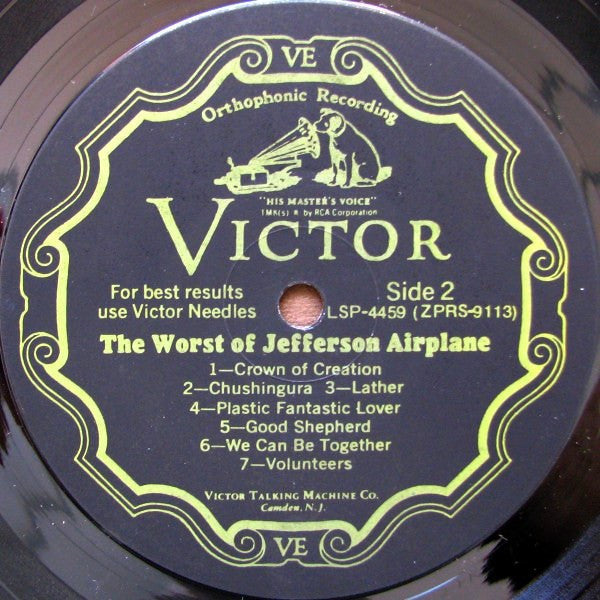 VE
Orthophonic Recording
"HIS MASTER'S VOICE"
TMK(s) ® by RCA Corporation
VICTOR
For best results
use Victor Needles
Side 2
LSP-4459 (ZPRS-9113)
The Worst of Jefferson Airplane
1—Crown of Creation
2—Chushingura 3—Lather
4—Plastic Fantastic Lover
5—Good Shepherd
6—We Can Be Together
7—Volunteers
VICTOR TALKING MACHINE CO.
Camden, N.J.
VE